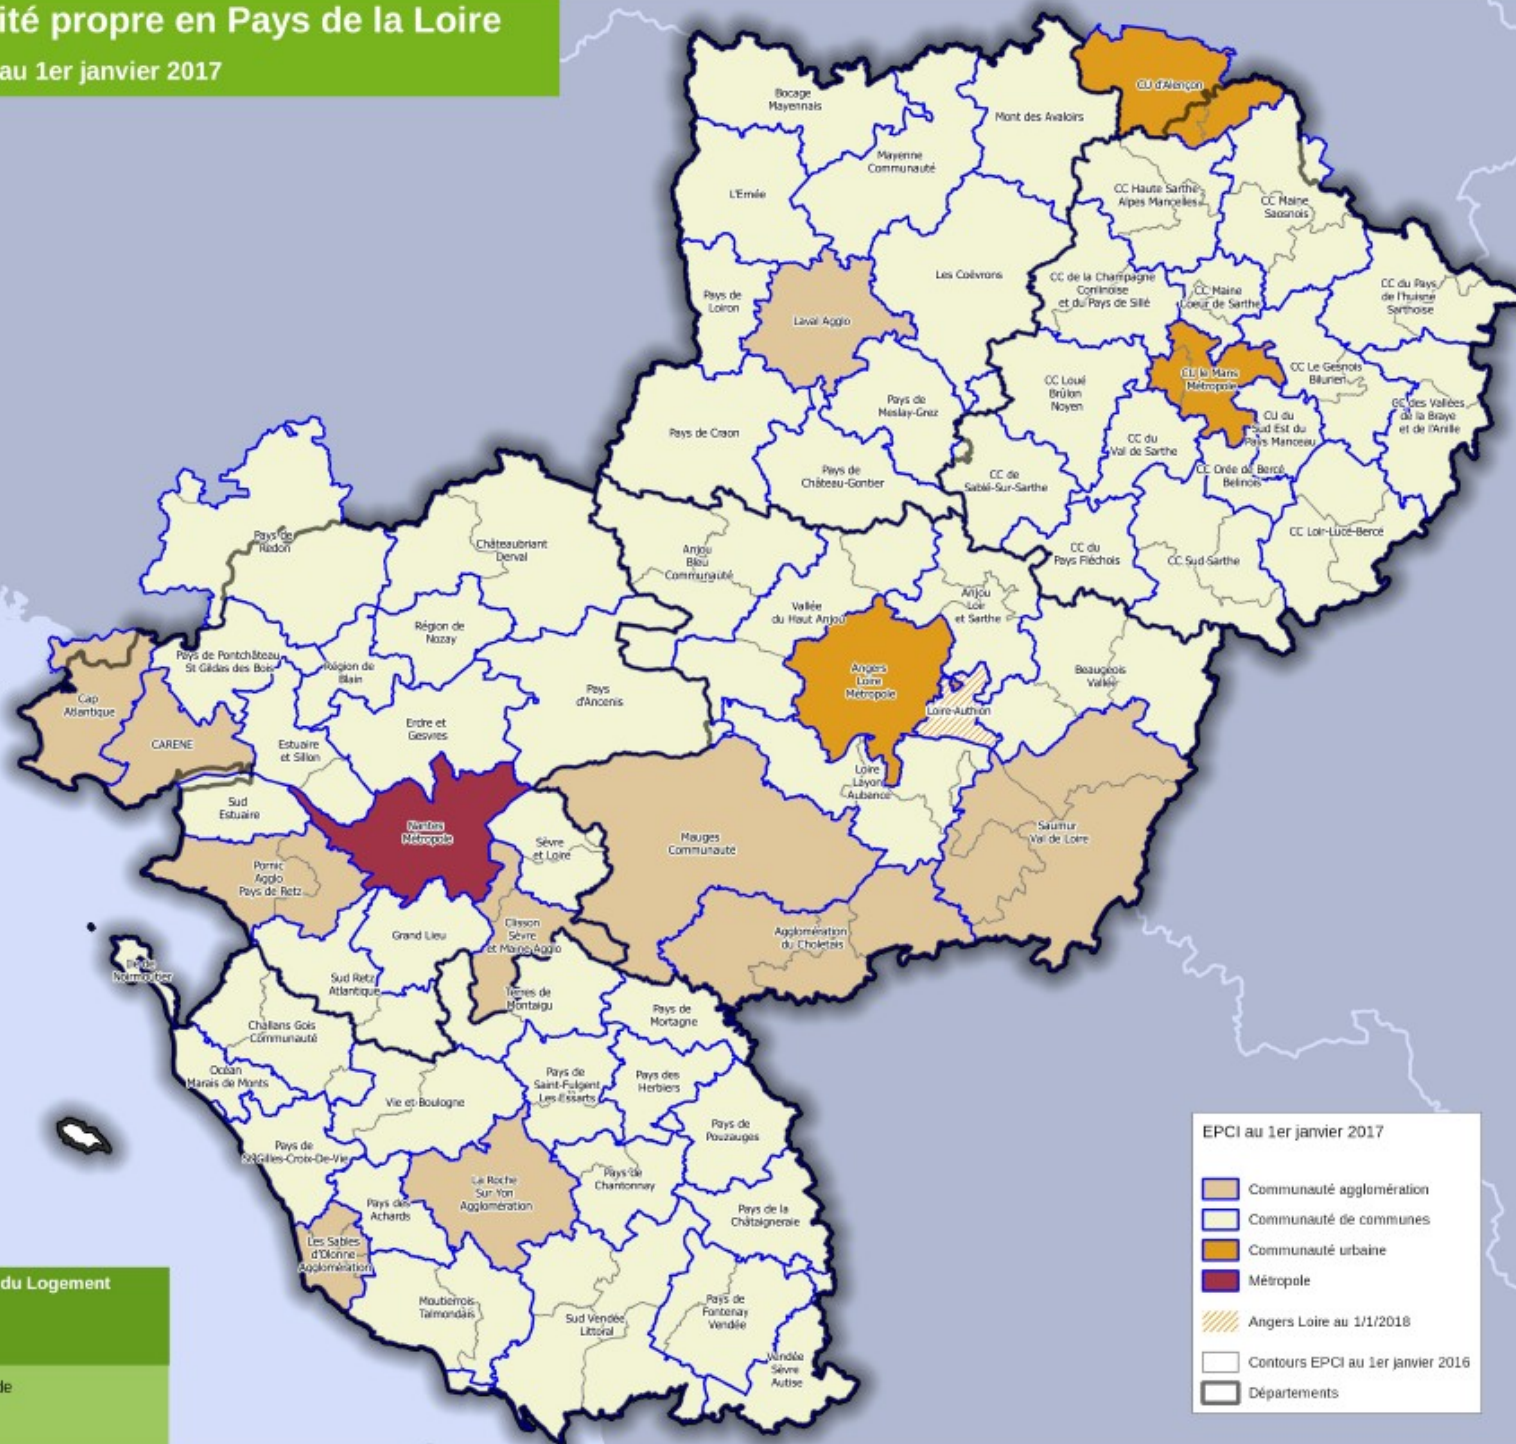 ité propre en Pays de la Loire
au 1er janvier 2017
CU d'Alençon
Bocage
Mayennais
Mont des Avaloirs
Mayenne
Communauté
L'Ernée
CC Haute Sarthe
Alpes Mancelles
CC Maine
Saosnois
Les Coëvrons
CC de la Champagne
Conlinoise
et du Pays de Sillé
CC Maine
Coeur de Sarthe
CC du Pays
de l'huisne
Sarthoise
Pays de
Loiron
Laval Agglo
CU le Mans
Métropole
CC Le Gesnois
Bilurien
CC Loué
Brûlon
Noyen
CC des Vallées
de la Braye
et de l'Anille
Pays de
Meslay-Grez
CU du
Sud Est du
Pays Manceau
Pays de Craon
CC du
Val de Sarthe
CC Orée de Bercé
Belinois
Pays de
Château-Gontier
CC de
Sablé-Sur-Sarthe
CC Loir-Lucé-Bercé
Pays de
Redon
Châteaubriant
Derval
Anjou
Bleu
Communauté
CC du
Pays Fléchois
CC Sud-Sarthe
Vallée
du Haut Anjou
Anjou
Loir
et Sarthe
Région de
Nozay
Pays de Pontchâteau
St Gildas des Bois
Région de
Blain
Pays
d'Ancenis
Angers
Loire
Métropole
Beaugeois
Vallée
Cap
Atlantique
Loire-Authion
CARENE
Estuaire
et Sillon
Erdre et
Gesvres
Loire
Layon
Aubance
Sud
Estuaire
Nantes
Métropole
Sèvre
et Loire
Mauges
Communauté
Saumur
Val de Loire
Pornic
Agglo
Pays de Retz
Grand Lieu
Clisson
Sèvre
et Maine Agglo
Agglomération
du Choletais
Ile de
Noirmoutier
Sud Retz
Atlantique
Terres de
Montaigu
Pays de
Mortagne
Challans Gois
Communauté
Océan
Marais de Monts
Vie et Boulogne
Pays de
Saint-Fulgent
Les Essarts
Pays des
Herbiers
Pays de
Pouzauges
Pays de
St Gilles-Croix-De-Vie
La Roche
Sur Yon
Agglomération
Pays de
Chantonnay
Pays des
Achards
Pays de la
Châtaigneraie
Les Sables
d'Olonne
Agglomération
Moutierrois
Talmondais
Sud Vendée
Littoral
Pays de
Fontenay
Vendée
Vendée
Sèvre
Autise
EPCI au 1er janvier 2017
Communauté agglomération
Communauté de communes
Communauté urbaine
Métropole
Angers Loire au 1/1/2018
Contours EPCI au 1er janvier 2016
Départements
du Logement
de